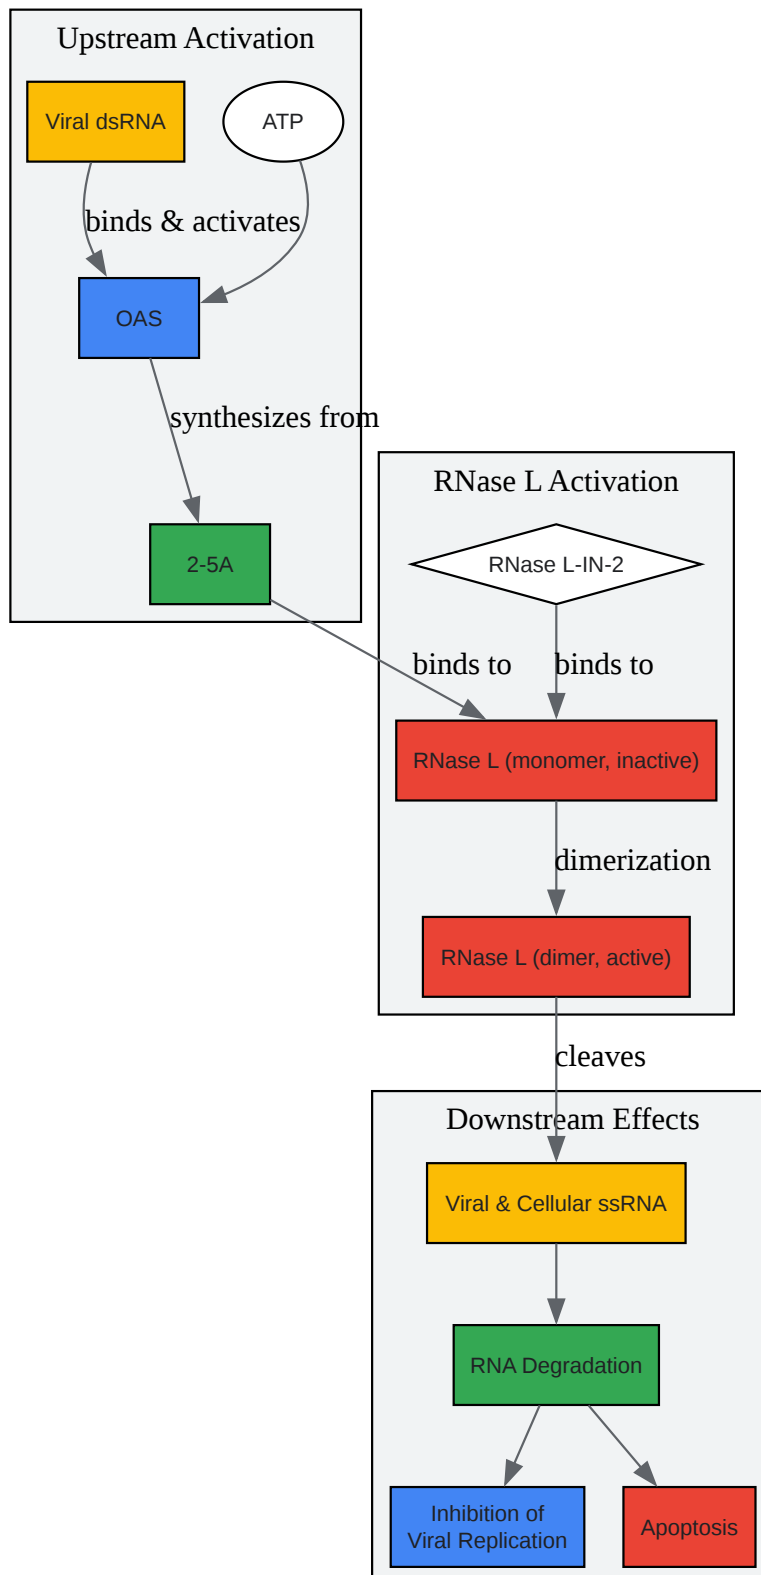 Upstream Activation
Viral dsRNA
ATP
binds & activates
OAS
synthesizes from
2-5A
RNase L Activation
RNase L-IN-2
binds to
binds to
RNase L (monomer, inactive)
dimerization
RNase L (dimer, active)
cleaves
Downstream Effects
Viral & Cellular ssRNA
RNA Degradation
Inhibition of
Viral Replication
Apoptosis